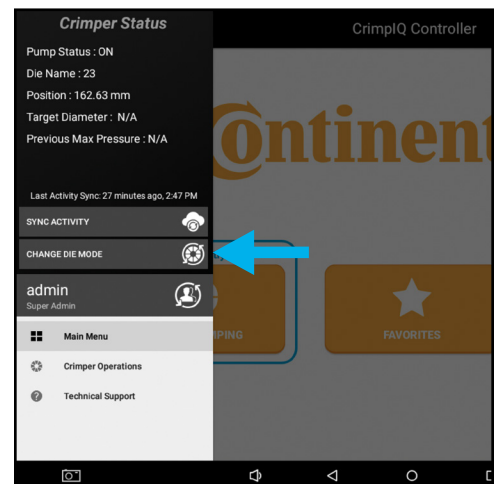 Crimper Status
CrimpIQ Controller
Pump Status : ON
Die Name : 23
Position : 162.63 mm
Target Diameter : N/A
Previous Max Pressure : N/A
Last Activity Sync: 27 minutes ago, 2:47 PM
SYNC ACTIVITY
CHANGE DIE MODE
admin
Super Admin
Main Menu
Crimper Operations
Technical Support
Continent
PING
FAVORITES